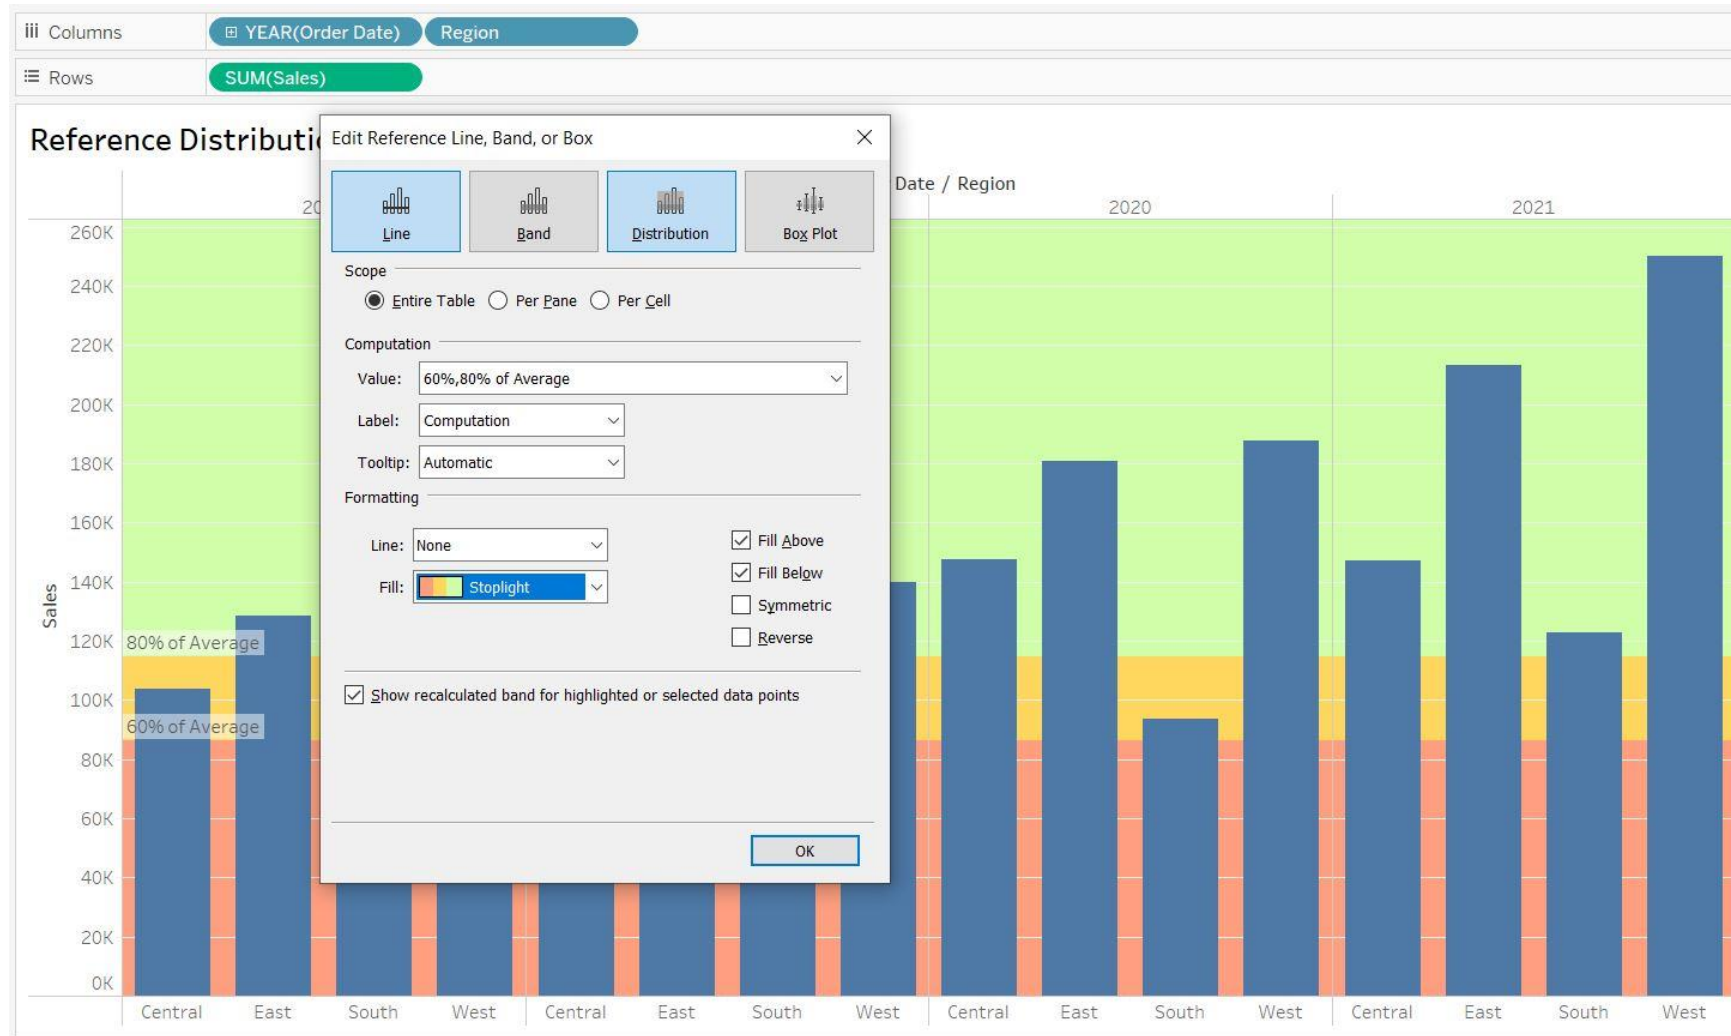 Columns
YEAR(Order Date)
Region
Rows
SUM(Sales)
Reference Distributi
Edit Reference Line, Band, or Box
Line
Band
Distribution
Box Plot
Scope
Entire Table
Per Pane
Per Cell
Computation
Value:
60%,80% of Average
Label:
Computation
Tooltip:
Automatic
Formatting
Line:
None
Fill:
Stoplight
Fill Above
Fill Below
Symmetric
Reverse
Show recalculated band for highlighted or selected data points
OK
Date / Region
20
2020
2021
Sales
260K
240K
220K
200K
180K
160K
140K
120K
100K
80K
60K
40K
20K
0K
80% of Average
60% of Average
Central
East
South
West
Central
East
South
West
Central
East
South
West
Central
East
South
West